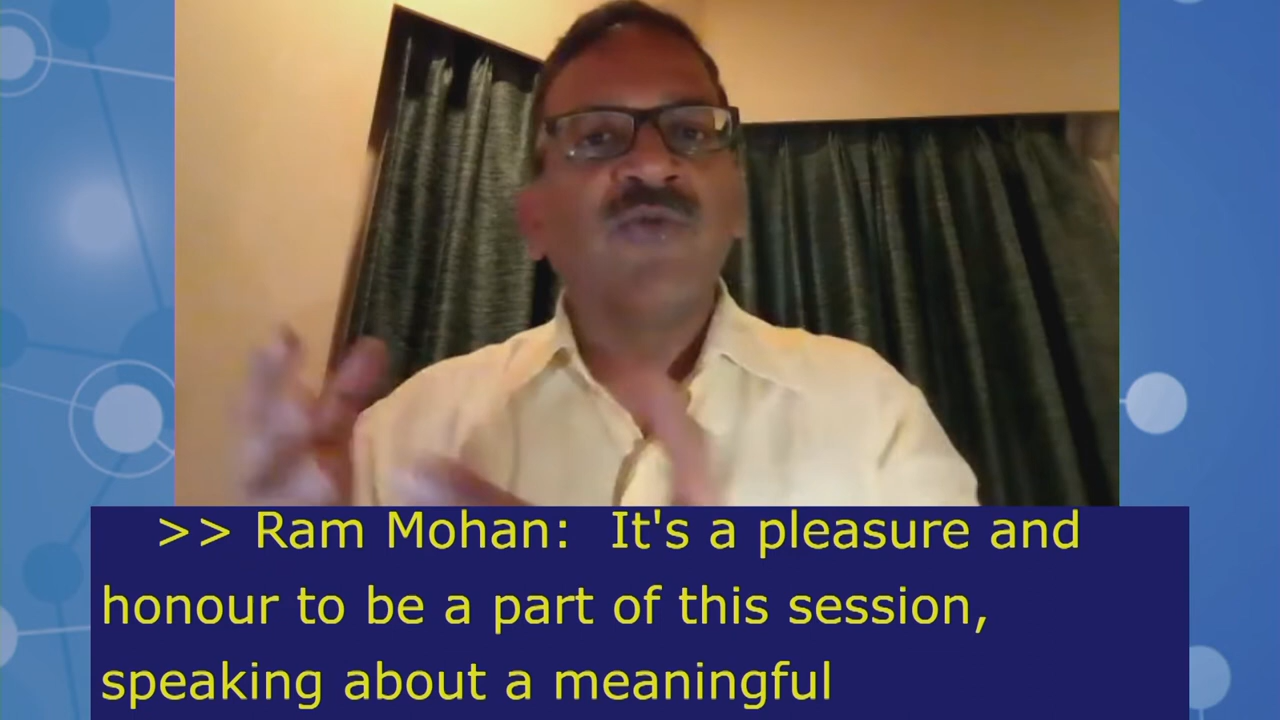 >> Ram Mohan:  It's a pleasure and
honour to be a part of this session,
speaking about a meaningful